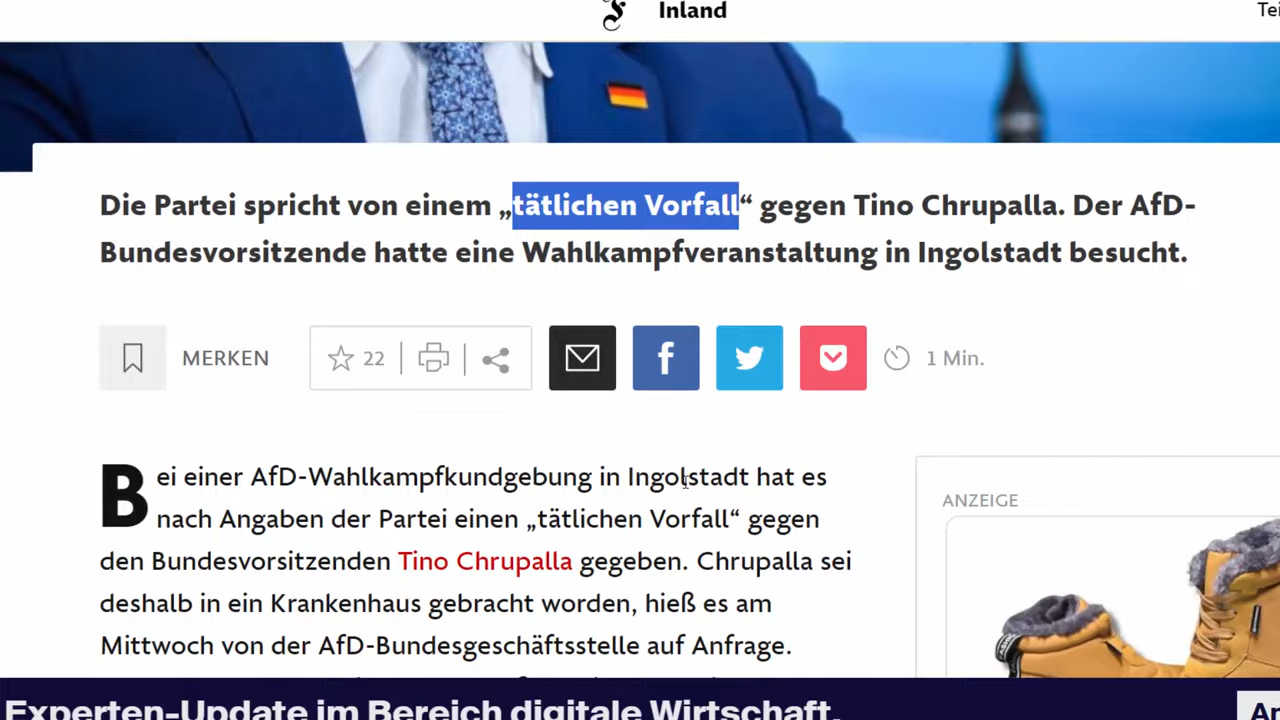 Inland
Die Partei spricht von einem „tätlichen Vorfall“ gegen Tino Chrupalla. Der AfD-
Bundesvorsitzende hatte eine Wahlkampfveranstaltung in Ingolstadt besucht.
MERKEN
22
1 Min.
Bei einer AfD-Wahlkampfkundgebung in Ingolstadt hat es
nach Angaben der Partei einen „tätlichen Vorfall“ gegen
den Bundesvorsitzenden Tino Chrupalla gegeben. Chrupalla sei
deshalb in ein Krankenhaus gebracht worden, hieß es am
Mittwoch von der AfD-Bundesgeschäftsstelle auf Anfrage.
ANZEIGE
Experten-Update im Bereich digitale Wirtschaft.